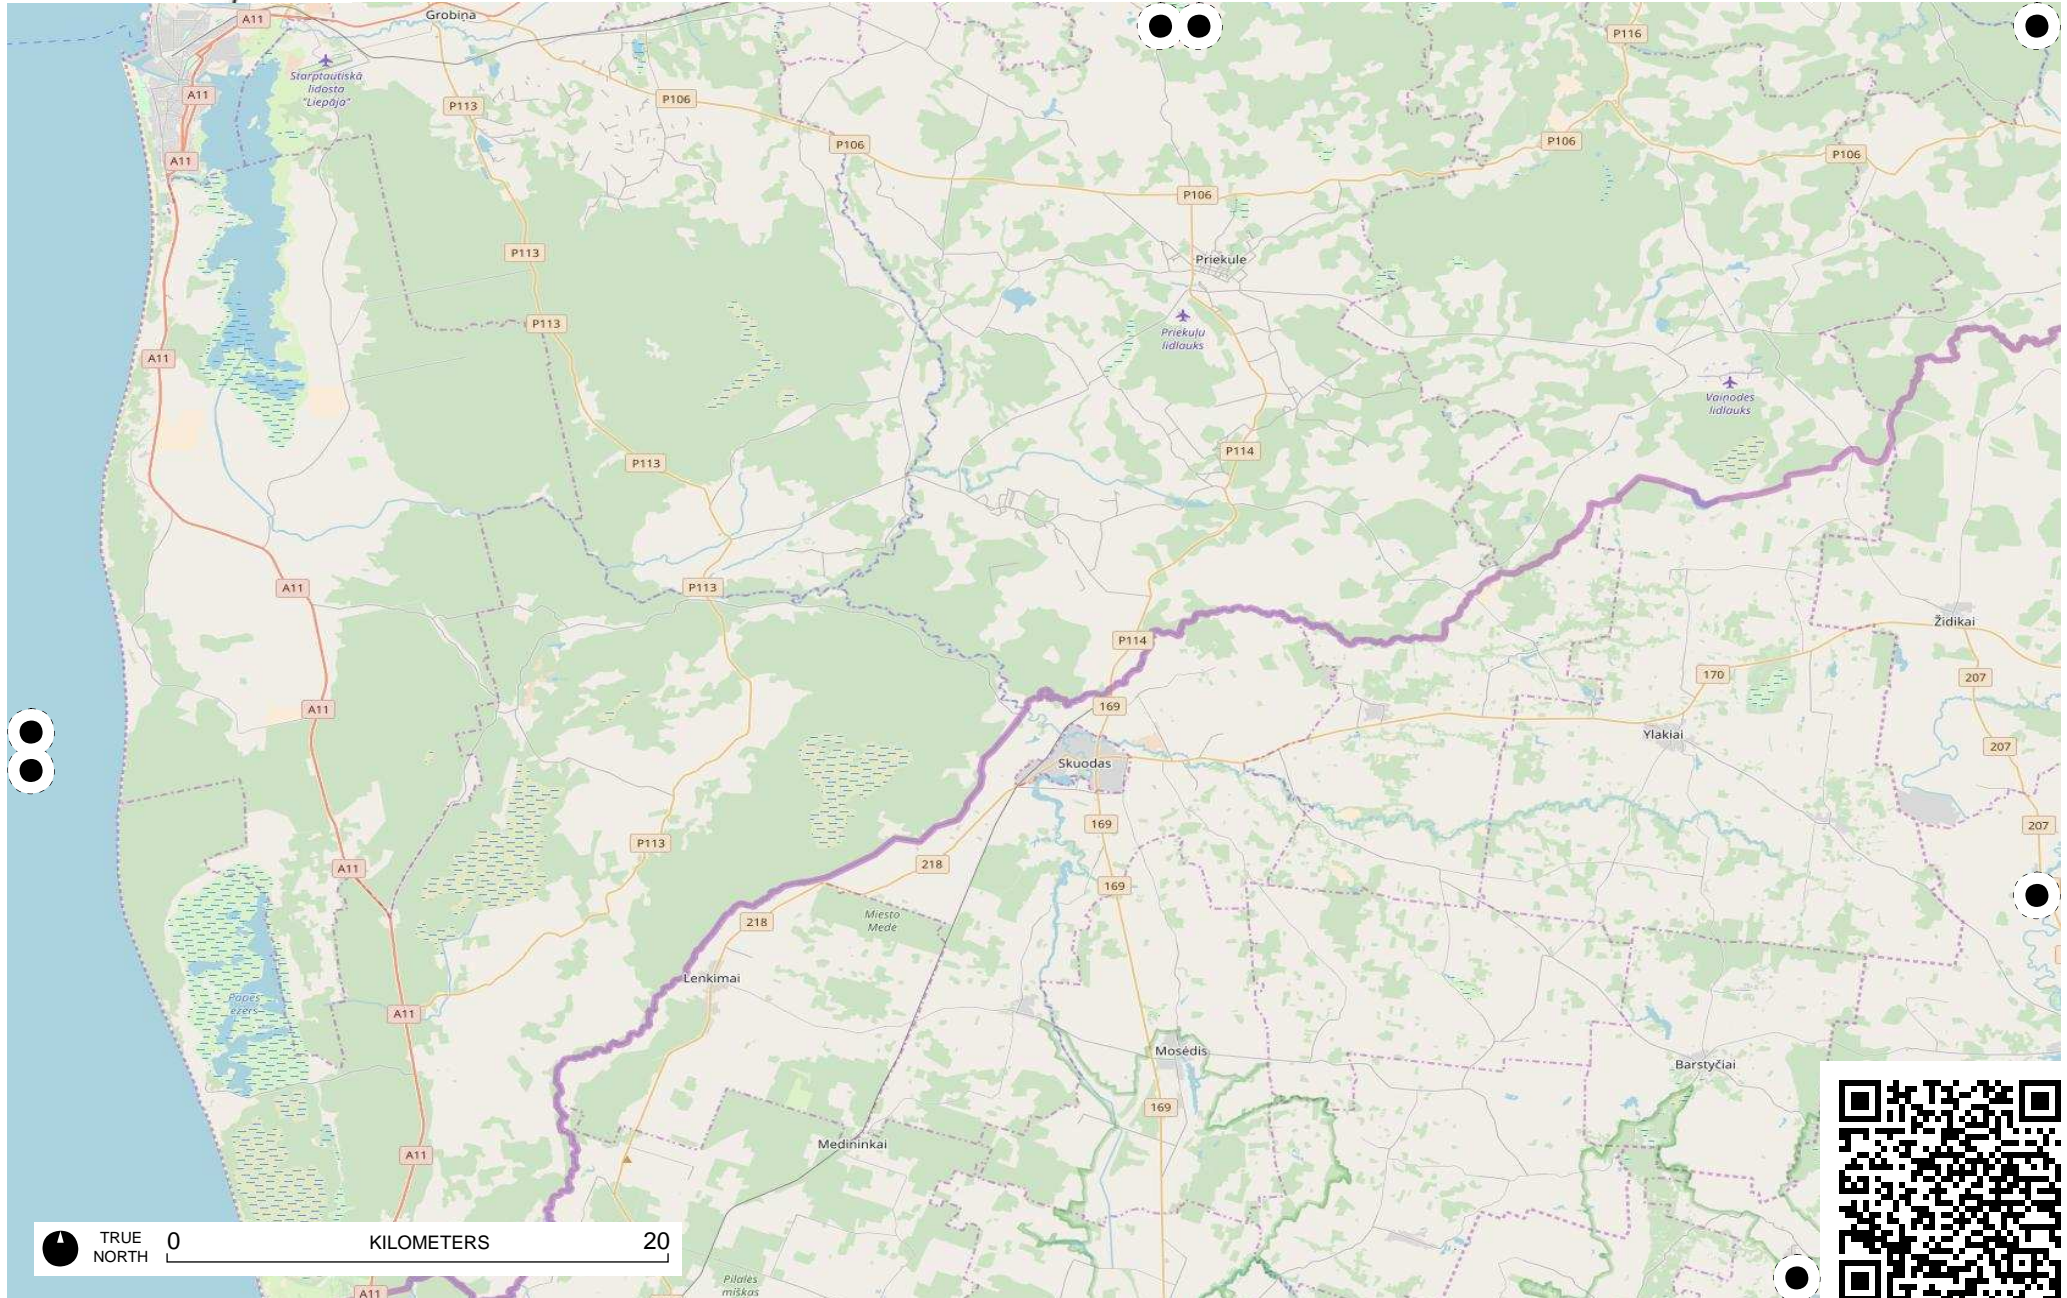 A11
Grobiņa
P116
Starptautiskā
lidosta
"Liepāja"
A11
P113
P106
P106
P106
P106
A11
P106
P113
Priekule
P113
Priekuļu
lidlauks
A11
Vaiņodes
lidlauks
P114
P113
A11
P113
Židikai
P114
170
207
A11
169
Ylakiai
207
Skuodas
169
207
P113
218
A11
169
218
Miesto
Medė
Lenkimai
Papes
ezers
A11
Mosėdis
Barstyčiai
169
Medininkai
A11
TRUE
NORTH
0 KILOMETERS 20
Pilalės
miškas
A11